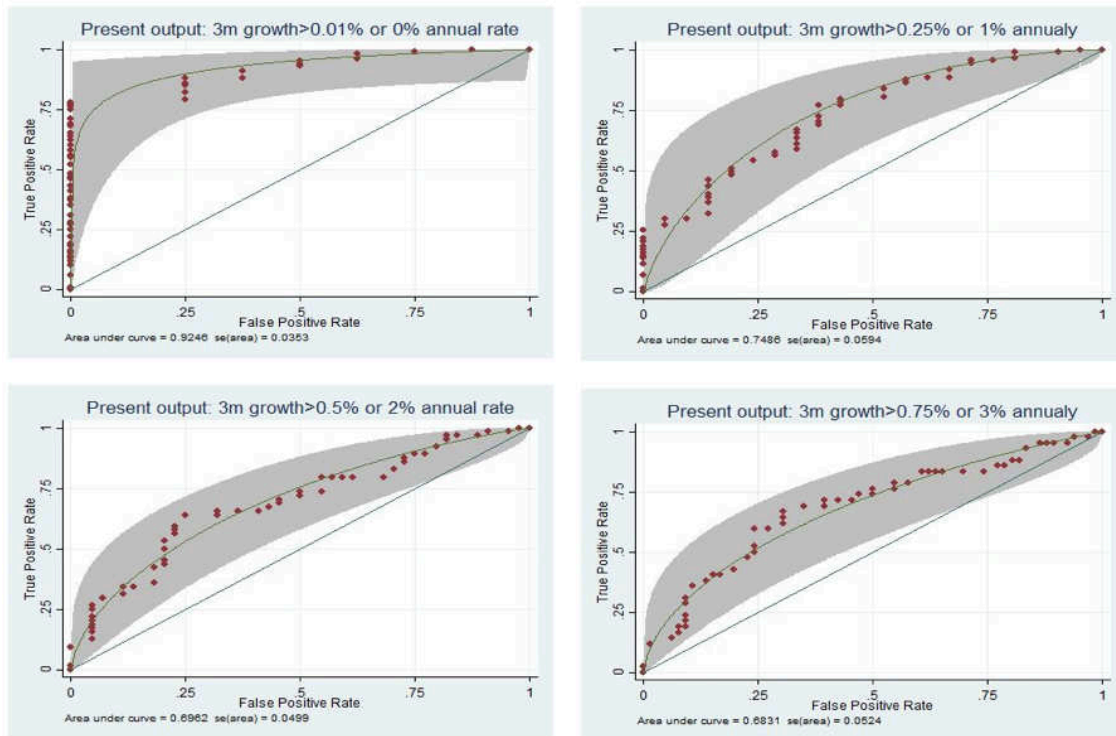 Present output: 3m growth>0.01% or 0% annual rate
True Positive Rate
1
.75
.5
.25
0
0
.25
.5
.75
1
False Positive Rate
Area under curve = 0.9246 se(area) = 0.0353
Present output: 3m growth>0.25% or 1% annualy
True Positive Rate
1
.75
.5
.25
0
0
.25
.5
.75
1
False Positive Rate
Area under curve = 0.7486 se(area) = 0.0594
Present output: 3m growth>0.5% or 2% annual rate
True Positive Rate
1
.75
.5
.25
0
0
.25
.5
.75
1
False Positive Rate
Area under curve = 0.6962 se(area) = 0.0499
Present output: 3m growth>0.75% or 3% annualy
True Positive Rate
1
.75
.5
.25
0
0
.25
.5
.75
1
False Positive Rate
Area under curve = 0.6831 se(area) = 0.0524